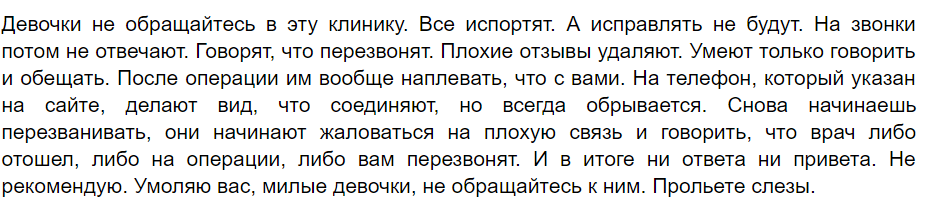 Девочки не обращайтесь в эту клинику. Все испортят. А исправлять не будут. На звонки
потом не отвечают. Говорят, что перезвонят. Плохие отзывы удаляют. Умеют только говорить
и обещать. После операции им вообще наплевать, что с вами. На телефон, который указан
на сайте, делают вид, что соединяют, но всегда обрывается. Снова начинаешь
перезванивать, они начинают жаловаться на плохую связь и говорить, что врач либо
отошел, либо на операции, либо вам перезвонят. И в итоге ни ответа ни привета. Не
рекомендую. Умоляю вас, милые девочки, не обращайтесь к ним. Прольете слезы.